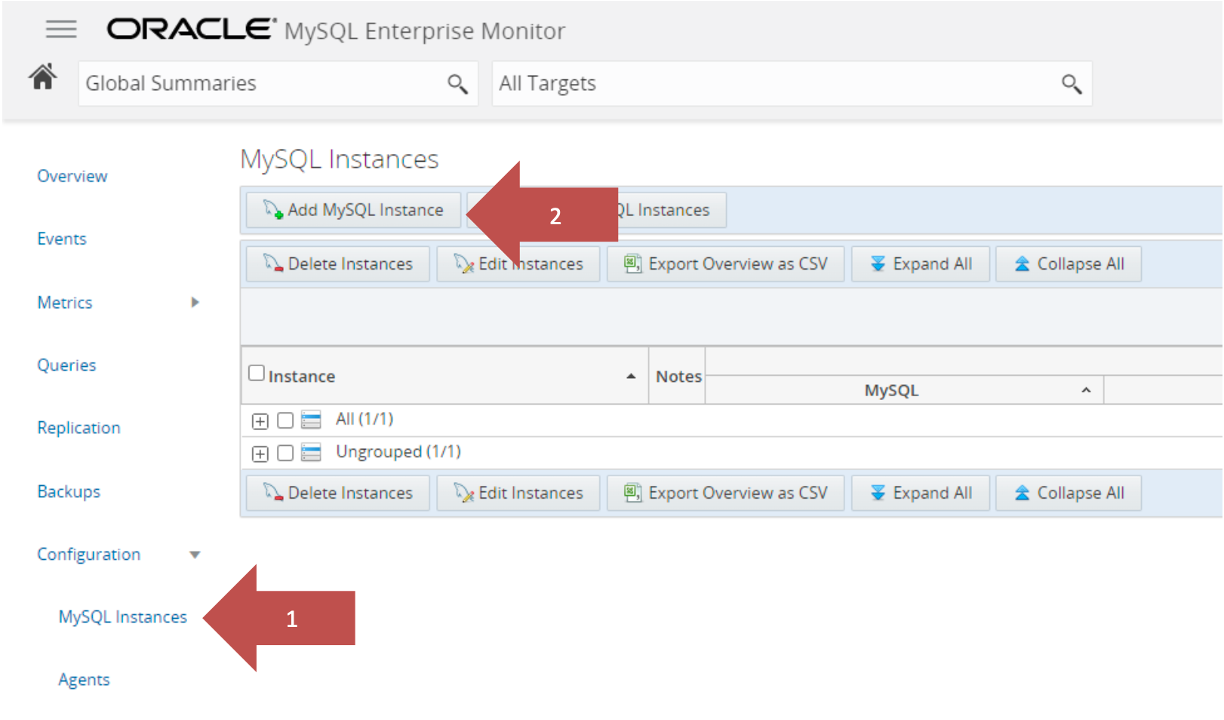 ORACLE MySQL Enterprise Monitor
Global Summaries
All Targets
Overview
Events
Metrics
Queries
Replication
Backups
Configuration
MySQL Instances
Agents
MySQL Instances
Add MySQL Instance
2
Instances
Delete Instances
Edit Instances
Export Overview as CSV
Expand All
Collapse All
Instance
Notes
MySQL
All (1/1)
Ungrouped (1/1)
Delete Instances
Edit Instances
Export Overview as CSV
Expand All
Collapse All
1